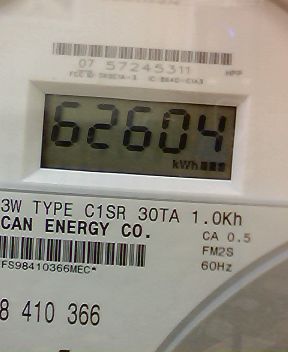 07 57245311
HPP
62604
kWh
3W TYPE C1SR 30TA 1.0Kh
CAN ENERGY CO.
CA 0.5
FM2S
FS98410366MEC*
60Hz
8 410 366